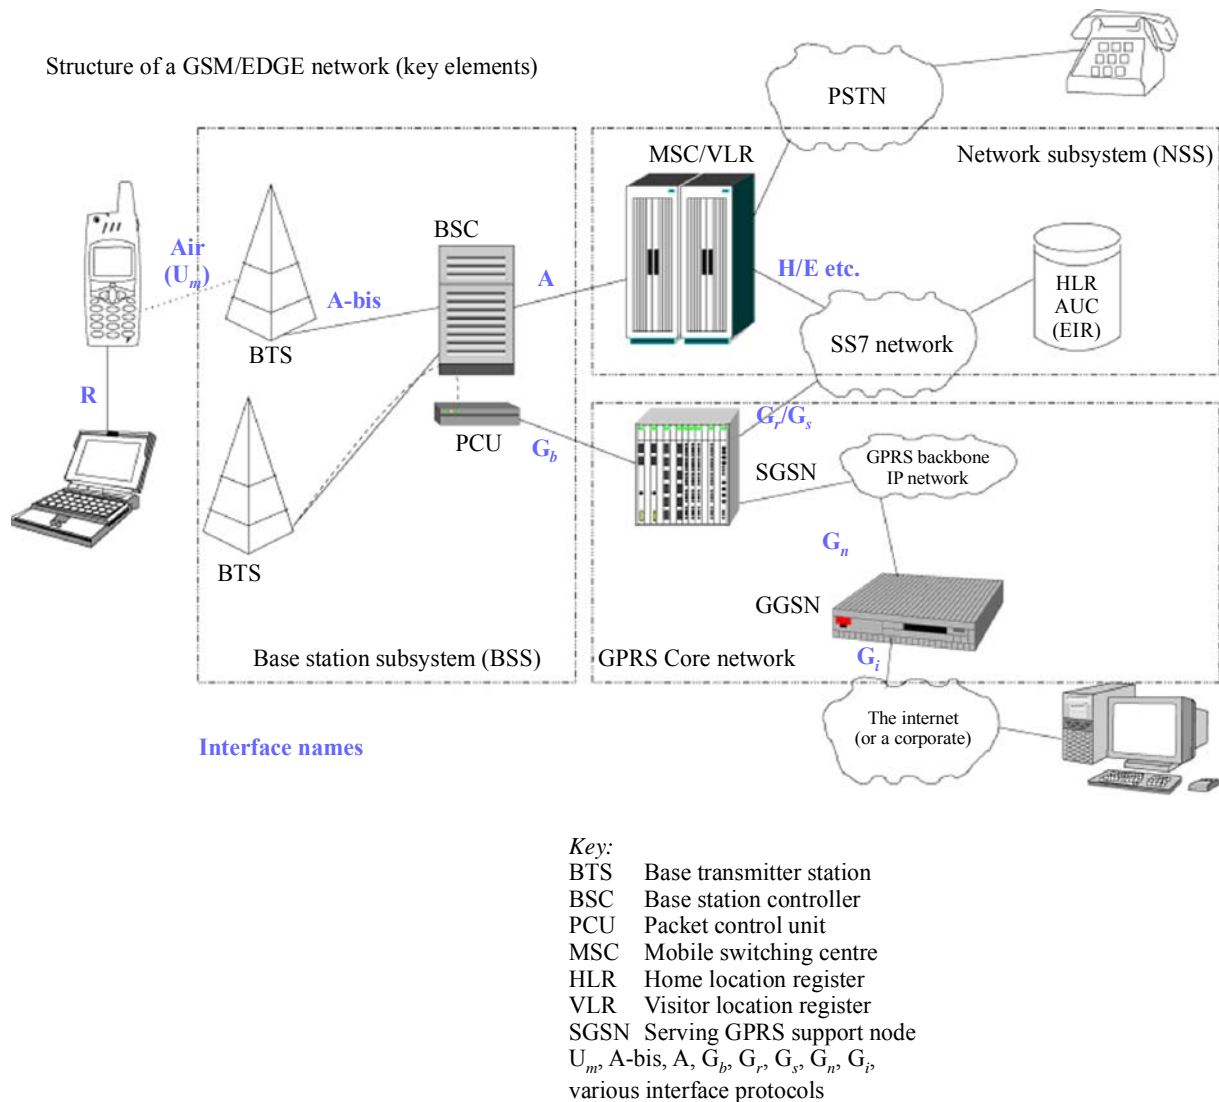 Structure of a GSM/EDGE network (key elements)
PSTN
MSC/VLR
Network subsystem (NSS)
BSC
Air
(Um)
A-bis
A
H/E etc.
HLR
AUC
(EIR)
BTS
SS7 network
R
PCU
Gb
Gr/Gs
SGSN
GPRS backbone
IP network
BTS
Gn
GGSN
Base station subsystem (BSS)
GPRS Core network
Gi
The internet
(or a corporate)
Interface names
Key:
BTS Base transmitter station
BSC Base station controller
PCU Packet control unit
MSC Mobile switching centre
HLR Home location register
VLR Visitor location register
SGSN Serving GPRS support node
Um, A-bis, A, Gb, Gr, Gs, Gn, Gi,
various interface protocols